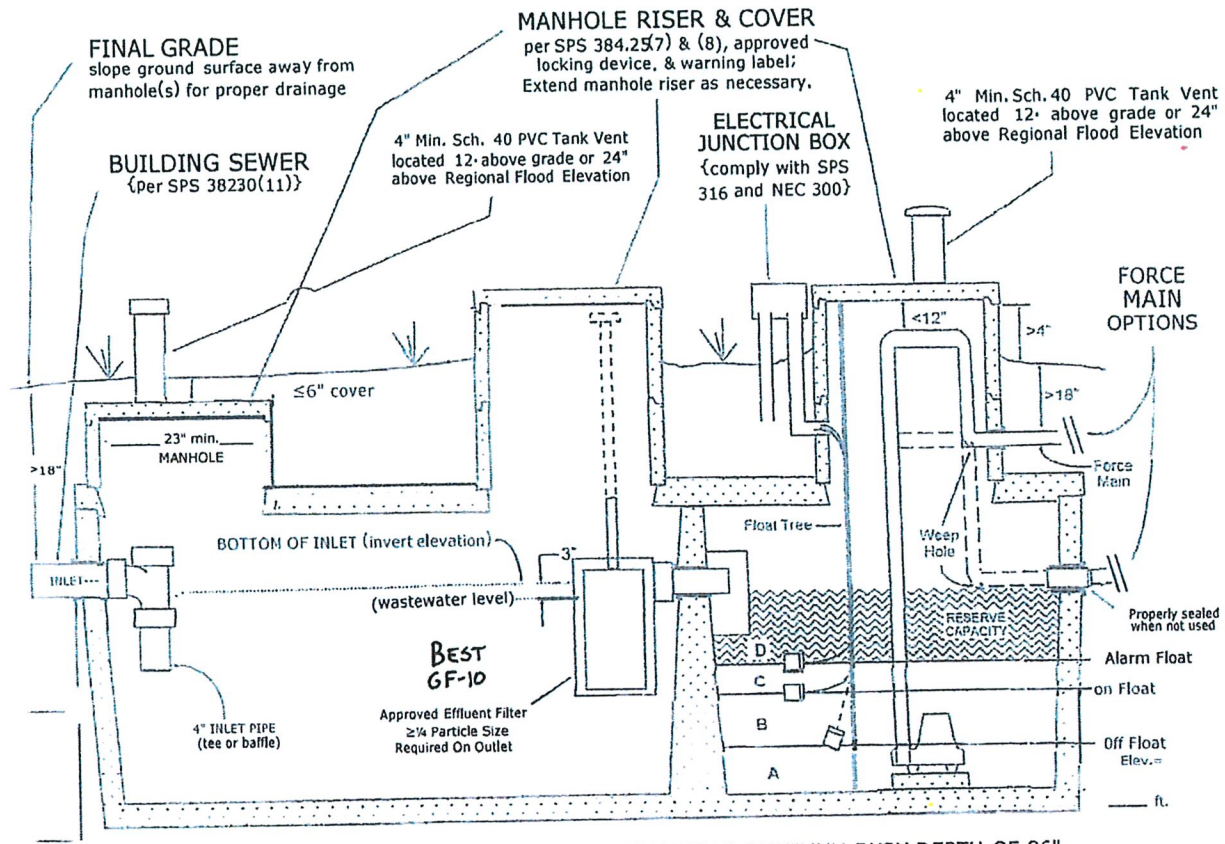 FINAL GRADE
slope ground surface away from
manhole(s) for proper drainage
MANHOLE RISER & COVER
per SPS 384.25(7) & (8), approved
locking device, & warning label;
Extend manhole riser as necessary.
4" Min. Sch. 40 PVC Tank Vent
located 12· above grade or 24"
above Regional Flood Elevation
BUILDING SEWER
{per SPS 38230(11)}
4" Min. Sch. 40 PVC Tank Vent
located 12· above grade or 24"
above Regional Flood Elevation
ELECTRICAL
JUNCTION BOX
{comply with SPS
316 and NEC 300}
FORCE
MAIN
OPTIONS
<12"
>4"
≤6" cover
>18"
23" min.
MANHOLE
>18"
Force
Main
Float Tree
Weep
Hole
BOTTOM OF INLET (invert elevation)
3"
INLET
(wastewater level)
RESERVE
CAPACITY
Properly sealed
when not used
BEST
GF-10
D
Alarm Float
C
on Float
4" INLET PIPE
(tee or baffle)
Approved Effluent Filter
≥¼ Particle Size
Required On Outlet
B
Off Float
Elev.=
A
ft.
DEPTH OF 96"